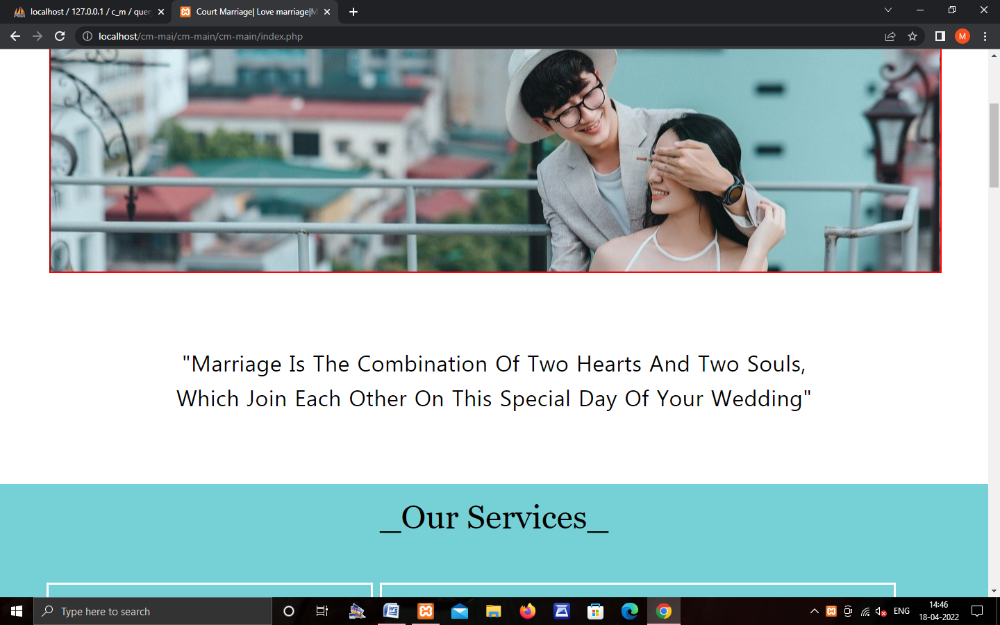 localhost / 127.0.0.1 / c_m / quer
Court Marriage| Love marriage|M
localhost/cm-mai/cm-main/cm-main/index.php
M
"Marriage Is The Combination Of Two Hearts And Two Souls,
Which Join Each Other On This Special Day Of Your Wedding"
_Our Services_
Type here to search
ENG
14:46
18-04-2022